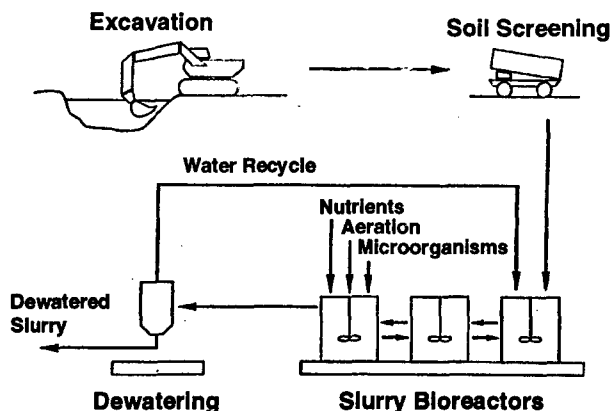 Excavation
Soil Screening
Water Recycle
Nutrients
Aeration
Microorganisms
Dewatered
Slurry
Dewatering
Slurry Bioreactors